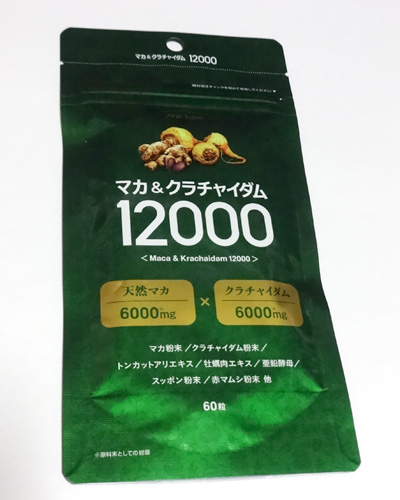 マカ&クラチャイダム 12000
マカ&クラチャイダム
12000
< Maca & Krachaidam 12000 >
天然マカ × クラチャイダム
6000mg 6000mg
マカ粉末/クラチャイダム粉末/
トンカットアリエキス/牡蠣肉エキス/亜鉛酵母/
スッポン粉末/赤マムシ粉末 他
60粒
※原料末としての総量